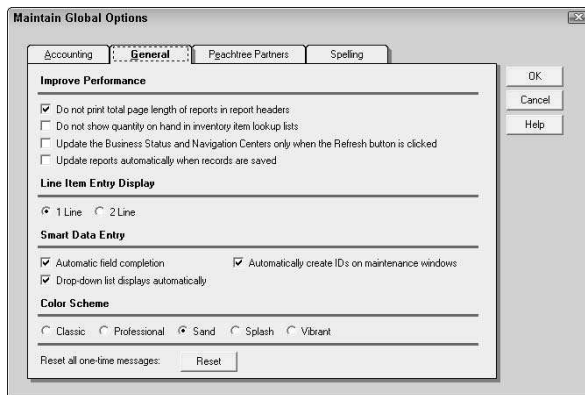 Maintain Global Options
Accounting General Peachtree Partners Spelling
OK
Improve Performance
Cancel
Do not print total page length of reports in report headers
Help
Do not show quantity on hand in inventory item lookup lists
Update the Business Status and Navigation Centers only when the Refresh button is clicked
Update reports automatically when records are saved
Line Item Entry Display
1 Line 2 Line
Smart Data Entry
Automatic field completion Automatically create IDs on maintenance windows
Drop-down list displays automatically
Color Scheme
Classic Professional Sand Splash Vibrant
Reset all one-time messages: Reset